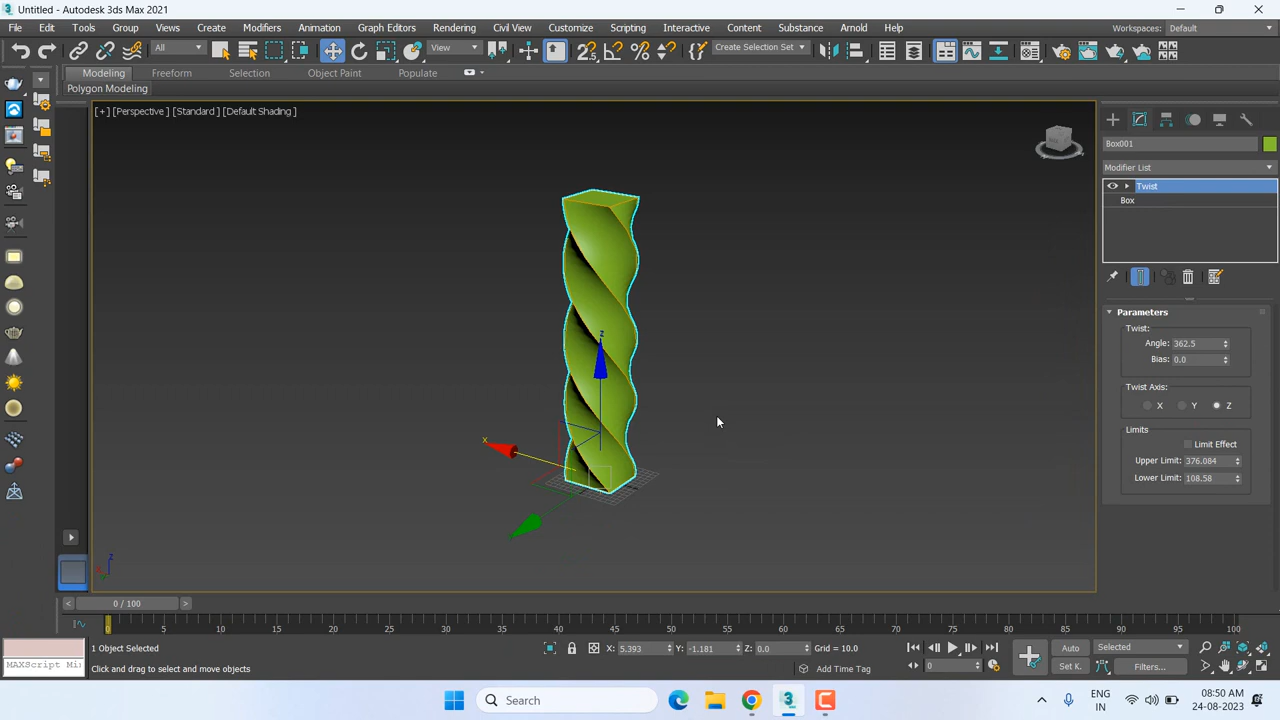 Untitled - Autodesk 3ds Max 2021
File Edit Tools Group Views Create Modifiers Animation Graph Editors Rendering Civil View Customize Scripting Interactive Content Substance Arnold Help Workspaces: Default
All View Create Selection Set
Modeling Freeform Selection Object Paint Populate
Polygon Modeling
[+] [Perspective ] [Standard ] [Default Shading ]
Box001
Modifier List
Twist
Box
Parameters
Twist:
Angle: 362.5
Bias: 0.0
Twist Axis:
X Y Z
Limits
Limit Effect
Upper Limit: 376.084
Lower Limit: 108.58
z
x
z
0 / 100
0 5 10 15 20 25 30 35 40 45 50 55 60 65 70 75 80 85 90 95 100
1 Object Selected X: 5.393 Y: -1.181 Z: 0.0 Grid = 10.0 Auto Selected
MAXScript Mi Click and drag to select and move objects Add Time Tag 0 Set K. Filters...
Search
ENG
IN
08:50 AM
24-08-2023